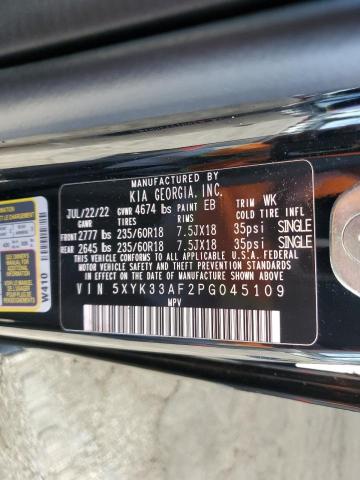 MANUFACTURED BY
KIA GEORGIA, INC.
JUL/22/22 GVWR 4674 lbs PAINT EB TRIM WK
GAWR TIRES RIMS COLD TIRE INFL
FRONT 2777 lbs 235/60R18 7.5JX18 35psi SINGLE
REAR 2645 lbs 235/60R18 7.5JX18 35psi SINGLE
THIS VEHICLE CONFORMS TO ALL APPLICABLE U.S.A. FEDERAL
MOTOR VEHICLE SAFETY, BUMPER, AND THEFT PREVENTION
STANDARDS IN EFFECT ON THE DATE OF MANUFACTURE SHOWN ABOVE.
VIN 5XYK33AF2PG045109
MPV
W410